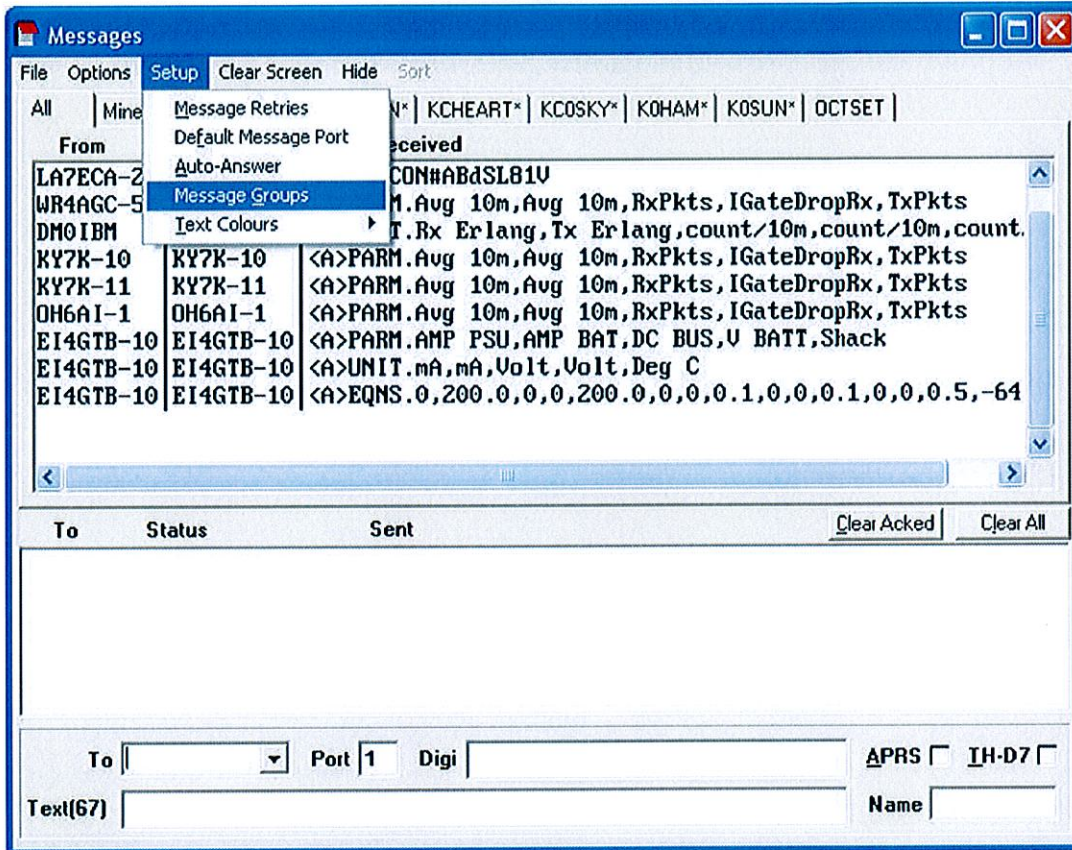 Messages
File Options Setup Clear Screen Hide Sort
All Mine N* KCHEART* KC0SKY* K0HAM* K0SUN* OCTSET
Message Retries
Default Message Port
Auto-Answer
Message Groups
Text Colours
From eceived
LA7ECA-2 CON#ABdSL81V
WR4AGC-5 M.Avg 10m,Avg 10m,RxPkts,IGateDropRx,TxPkts
DM0IBM T.Rx Erlang,Tx Erlang,count/10m,count/10m,count.
KY7K-10 KY7K-10 <A>PARM.Avg 10m,Avg 10m,RxPkts,IGateDropRx,TxPkts
KY7K-11 KY7K-11 <A>PARM.Avg 10m,Avg 10m,RxPkts,IGateDropRx,TxPkts
OH6AI-1 OH6AI-1 <A>PARM.Avg 10m,Avg 10m,RxPkts,IGateDropRx,TxPkts
EI4GTB-10 EI4GTB-10 <A>PARM.AMP PSU,AMP BAT,DC BUS,V BATT,Shack
EI4GTB-10 EI4GTB-10 <A>UNIT.mA,mA,Volt,Volt,Deg C
EI4GTB-10 EI4GTB-10 <A>EQNS.0,200.0,0,0,200.0,0,0,0.1,0,0,0.1,0,0,0.5,-64
To Status Sent Clear Acked Clear All
To Port 1 Digi APRS TH-D7
Text(67) Name